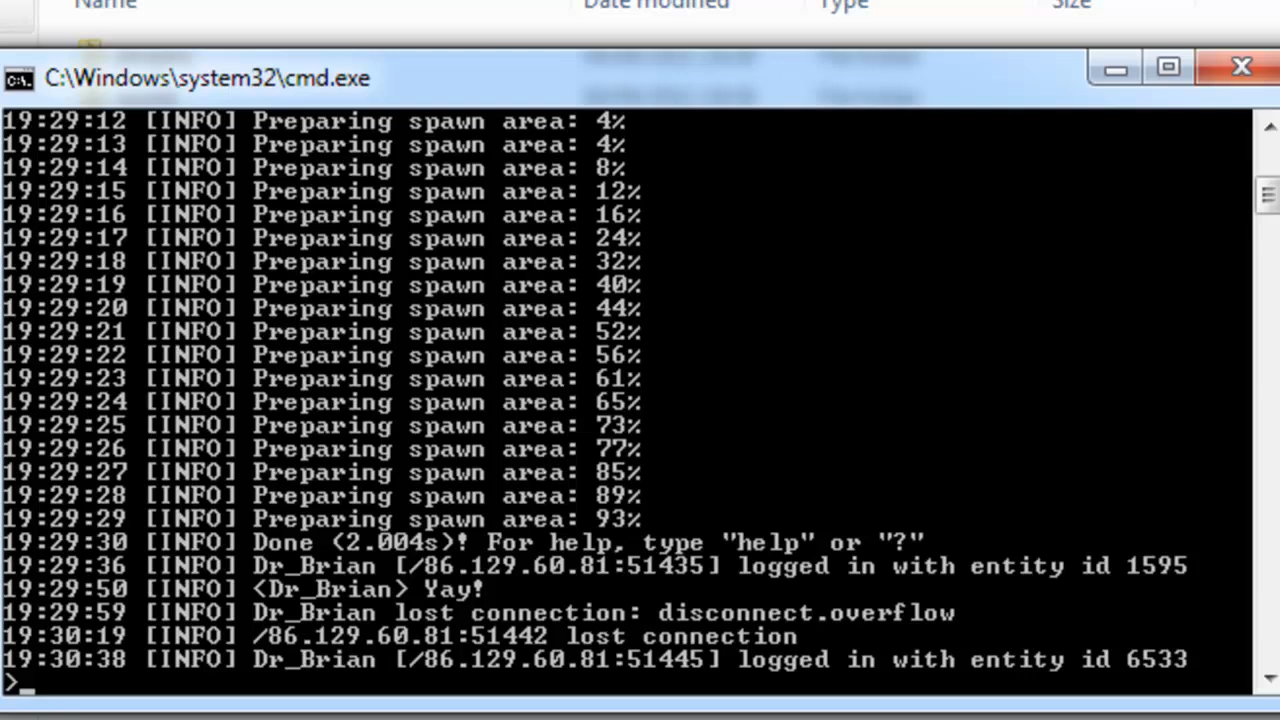 Name Date modified Type Size
C:\Windows\system32\cmd.exe
19:29:12 [INFO] Preparing spawn area: 4%
19:29:13 [INFO] Preparing spawn area: 4%
19:29:14 [INFO] Preparing spawn area: 8%
19:29:15 [INFO] Preparing spawn area: 12%
19:29:16 [INFO] Preparing spawn area: 16%
19:29:17 [INFO] Preparing spawn area: 24%
19:29:18 [INFO] Preparing spawn area: 32%
19:29:19 [INFO] Preparing spawn area: 40%
19:29:20 [INFO] Preparing spawn area: 44%
19:29:21 [INFO] Preparing spawn area: 52%
19:29:22 [INFO] Preparing spawn area: 56%
19:29:23 [INFO] Preparing spawn area: 61%
19:29:24 [INFO] Preparing spawn area: 65%
19:29:25 [INFO] Preparing spawn area: 73%
19:29:26 [INFO] Preparing spawn area: 77%
19:29:27 [INFO] Preparing spawn area: 85%
19:29:28 [INFO] Preparing spawn area: 89%
19:29:29 [INFO] Preparing spawn area: 93%
19:29:30 [INFO] Done (2.004s)! For help, type "help" or "?"
19:29:36 [INFO] Dr_Brian [/86.129.60.81:51435] logged in with entity id 1595
19:29:50 [INFO] <Dr_Brian> Yay!
19:29:59 [INFO] Dr_Brian lost connection: disconnect.overflow
19:30:19 [INFO] /86.129.60.81:51442 lost connection
19:30:38 [INFO] Dr_Brian [/86.129.60.81:51445] logged in with entity id 6533
>_